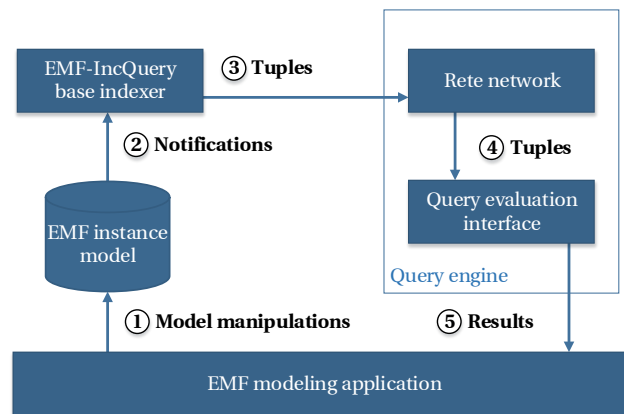 EMF-IncQuery
base indexer
③ Tuples
Rete network
② Notifications
④ Tuples
Query evaluation
interface
EMF instance
model
Query engine
① Model manipulations
⑤ Results
EMF modeling application